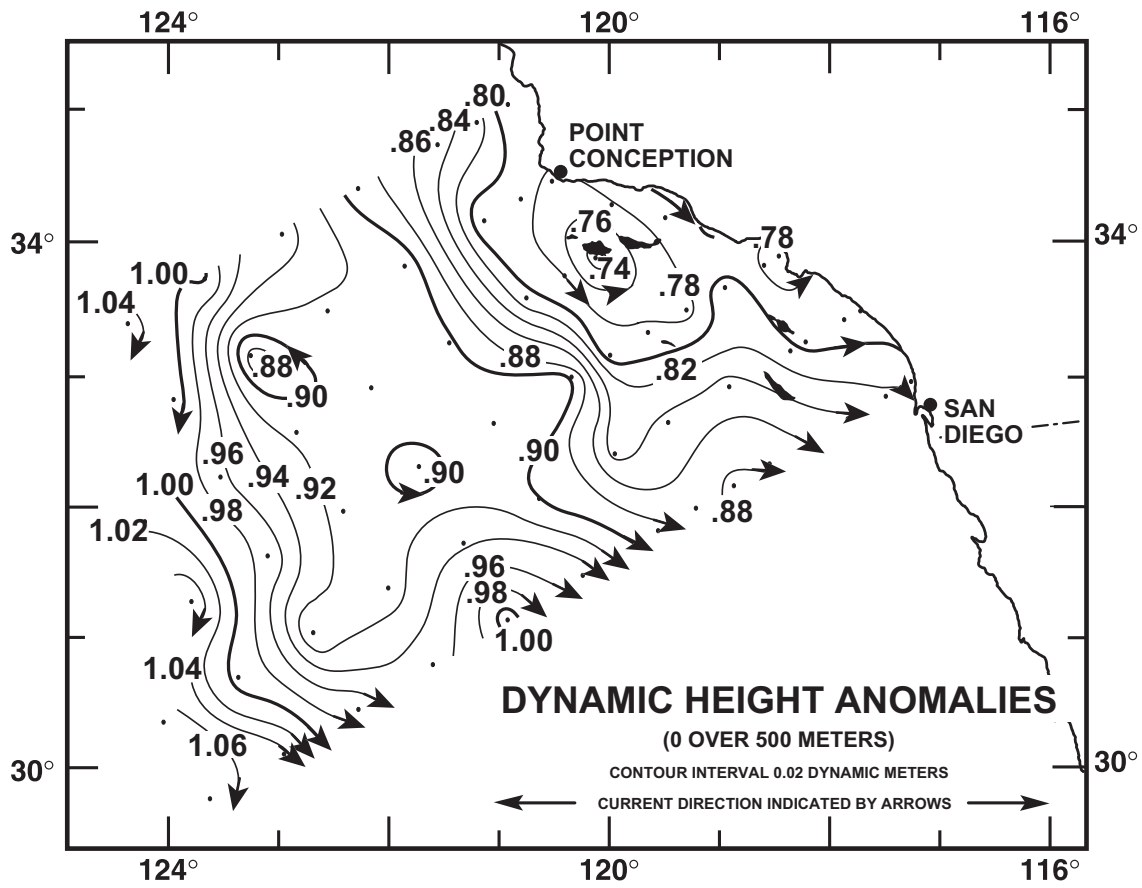 124° 120° 116°
.80
.84
.86
POINT
CONCEPTION
.76
34° .78 34°
1.00 .74
1.04 .78
.88 .88
.82
.90
SAN
DIEGO
.96 .90
.94 .90
1.00 .92
.98 .88
1.02
.96
.98
1.00
1.04
DYNAMIC HEIGHT ANOMALIES
1.06 (0 OVER 500 METERS)
30° CONTOUR INTERVAL 0.02 DYNAMIC METERS 30°
CURRENT DIRECTION INDICATED BY ARROWS
124° 120° 116°